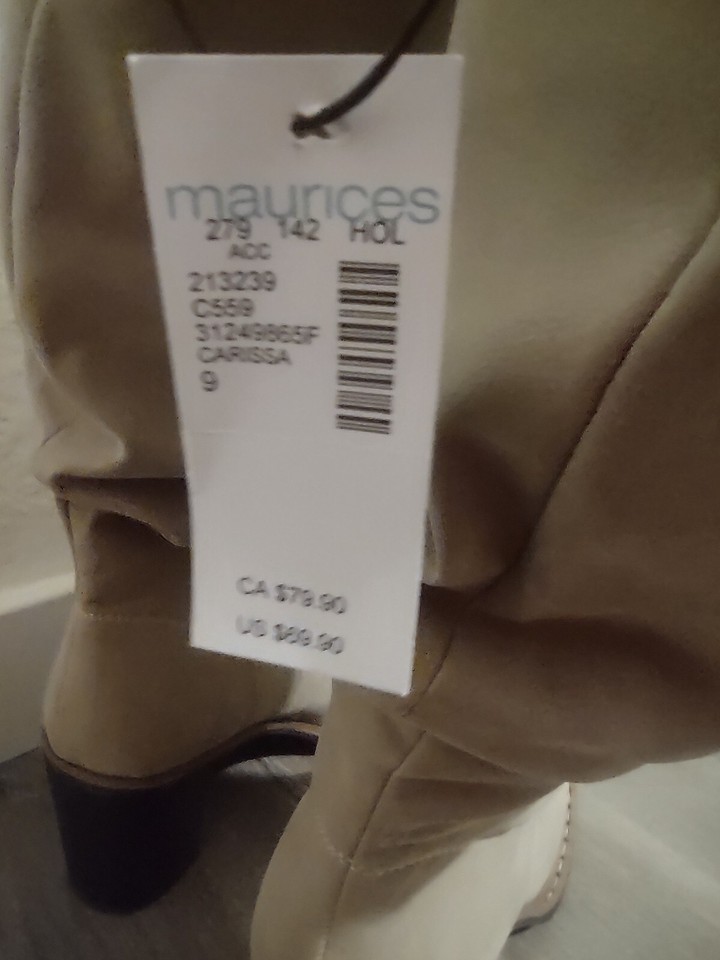 maurices
279 142 HOL
ACC
213239
C559
31249865F
CARISSA
9
CA $79.90
US $69.90